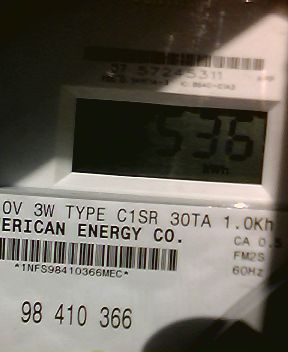 57245311
536
kWh
0V 3W TYPE C1SR 30TA 1.0Kh
ERICAN ENERGY CO.
CA 0.5
FM2S
60Hz
*1NFS98410366MEC*
98 410 366